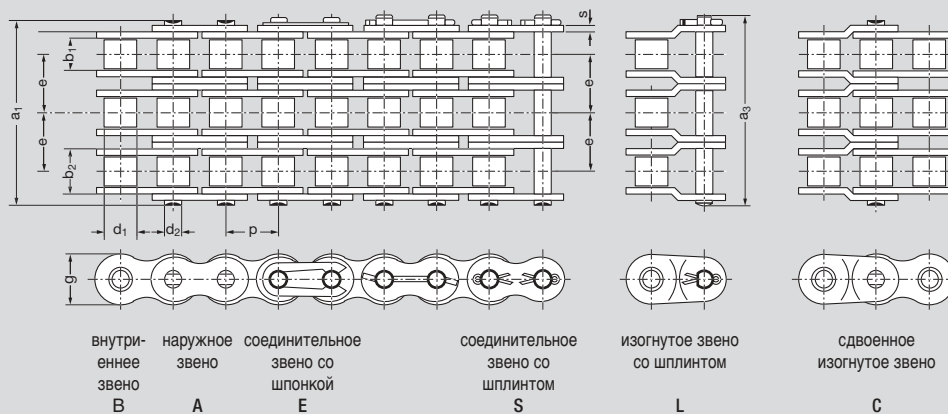 s
b₁
e
e
a₁
a₃
e
e
b₂
d₁
d₂
p
g
внутри-
еннее
звено
B
наружное
звено
A
соединительное
звено со
шпонкой
E
соединительное
звено со
шплинтом
S
изогнутое звено
со шплинтом
L
сдвоенное
изогнутое звено
C